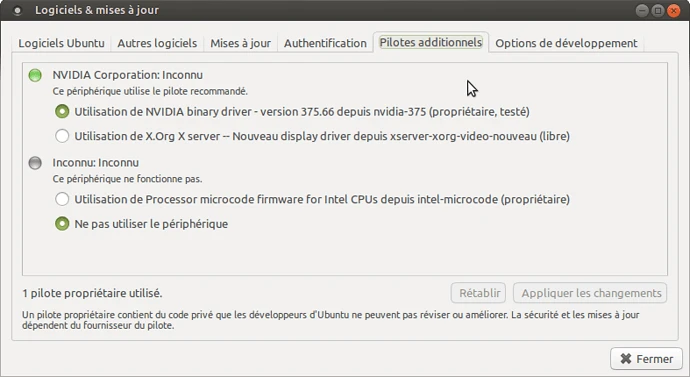 Logiciels & mises à jour
Logiciels Ubuntu Autres logiciels Mises à jour Authentification Pilotes additionnels Options de développement
NVIDIA Corporation: Inconnu
Ce périphérique utilise le pilote recommandé.
Utilisation de NVIDIA binary driver - version 375.66 depuis nvidia-375 (propriétaire, testé)
Utilisation de X.Org X server -- Nouveau display driver depuis xserver-xorg-video-nouveau (libre)
Inconnu: Inconnu
Ce périphérique ne fonctionne pas.
Utilisation de Processor microcode firmware for Intel CPUs depuis intel-microcode (propriétaire)
Ne pas utiliser le périphérique
1 pilote propriétaire utilisé.
Rétablir Appliquer les changements
Un pilote propriétaire contient du code privé que les développeurs d'Ubuntu ne peuvent pas réviser ou améliorer. La sécurité et les mises à jour
dépendent du fournisseur du pilote.
Fermer